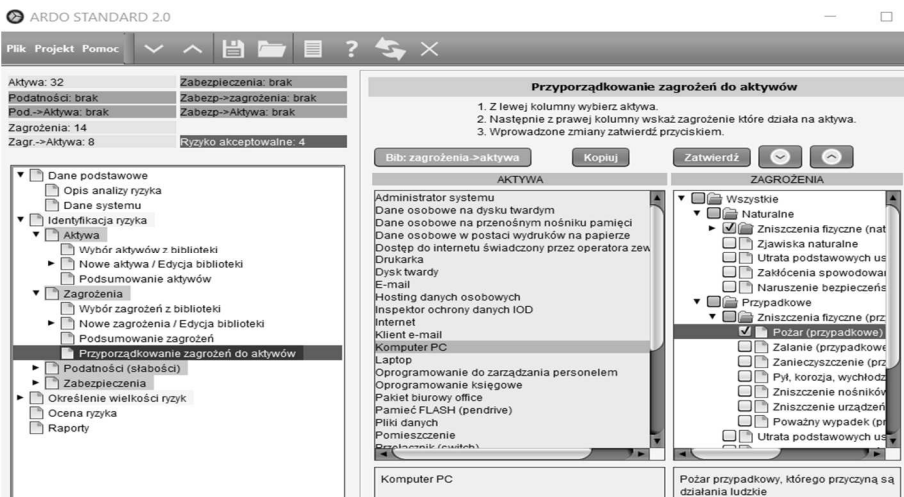 ARDO STANDARD 2.0
Plik Projekt Pomoc
Aktywa: 32
Zabezpieczenia: brak
Podatności: brak
Zabezp->zagrożenia: brak
Pod.->Aktywa: brak
Zabezp->Aktywa: brak
Zagrożenia: 14
Zagr.->Aktywa: 8
Ryzyko akceptowalne: 4
Dane podstawowe
Opis analizy ryzyka
Dane systemu
Identyfikacja ryzyka
Aktywa
Wybór aktywów z biblioteki
Nowe aktywa / Edycja biblioteki
Podsumowanie aktywów
Zagrożenia
Wybór zagrożeń z biblioteki
Nowe zagrożenia / Edycja biblioteki
Podsumowanie zagrożeń
Przyporządkowanie zagrożeń do aktywów
Podatności (słabości)
Zabezpieczenia
Określenie wielkości ryzyk
Ocena ryzyka
Raporty
Przyporządkowanie zagrożeń do aktywów
1. Z lewej kolumny wybierz aktywa.
2. Następnie z prawej kolumny wskaż zagrożenie które działa na aktywa.
3. Wprowadzone zmiany zatwierdź przyciskiem.
Bib: zagrożenia->aktywa
Kopiuj
Zatwierdź
AKTYWA
Administrator systemu
Dane osobowe na dysku twardym
Dane osobowe na przenośnym nośniku pamięci
Dane osobowe w postaci wydruków na papierze
Dostęp do internetu świadczony przez operatora zew
Drukarka
Dysk twardy
E-mail
Hosting danych osobowych
Inspektor ochrony danych IOD
Internet
Klient e-mail
Komputer PC
Laptop
Oprogramowanie do zarządzania personelem
Oprogramowanie księgowe
Pakiet biurowy office
Pamieć FLASH (pendrive)
Pliki danych
Pomieszczenie
Przełącznik (switch)
Komputer PC
ZAGROŻENIA
Wszystkie
Naturalne
Zniszczenia fizyczne (nat
Zjawiska naturalne
Utrata podstawowych us
Zakłócenia spowodowa
Naruszenie bezpieczeńs
Przypadkowe
Zniszczenia fizyczne (prz
Pożar (przypadkowe)
Zalanie (przypadkowe
Zanieczyszczenie (prz
Pył, korozja, wychłodz
Zniszczenie nośników
Zniszczenie urządzeń
Poważny wypadek (pr
Utrata podstawowych us
Pożar przypadkowy, którego przyczyną są
działania ludzkie